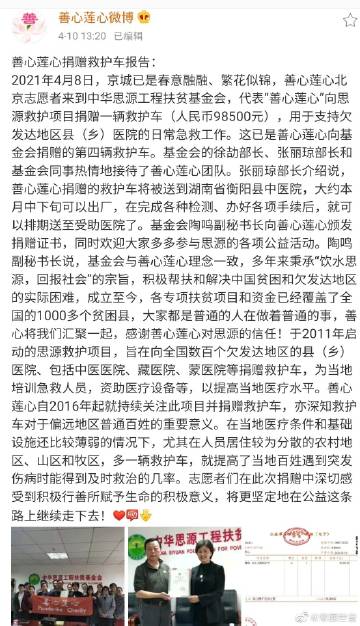 善心莲心微博
4-10 13:20 已编辑
善心莲心捐赠救护车报告：
2021年4月8日，京城已是春意融融、繁花似锦，善心莲心北
京志愿者来到中华思源工程扶贫基金会，代表“善心莲心”向思
源救护项目捐赠一辆救护车（人民币98500元），用于支持欠
发达地区县（乡）医院的日常急救工作。这已是善心莲心向基
金会捐赠的第四辆救护车。基金会的徐劼部长、张丽琼部长和
基金会同事热情地接待了善心莲心团队。张丽琼部长介绍说，
善心莲心捐赠的救护车将被送到湖南省衡阳县中医院，大约本
月中下旬可以出厂，在完成各种检测、办好各项手续后，就可
以排期送至受助医院了。基金会陶鸣副秘书长向善心莲心颁发
捐赠证书，同时欢迎大家多多参与思源的各项公益活动。陶鸣
副秘书长说，基金会与善心莲心理念一致，多年来秉承“饮水思
源，回报社会”的宗旨，积极帮扶和解决中国贫困和欠发达地区
的实际困难，成立至今，各专项扶贫项目和资金已经覆盖了全
国的1000多个贫困县，大家都是普通的人在做着普通的事，善
心将我们汇聚一起，感谢善心莲心对思源的信任！于2011年启
动的思源救护项目，旨在向全国数百个欠发达地区的县（乡）
医院、包括中医医院、藏医院、蒙医院等捐赠救护车，为当地
培训急救人员，资助医疗设备等，以提高当地医疗水平。善心
莲心自2016年起就持续关注此项目并捐赠救护车，亦深知救护
车对于偏远地区普通百姓的重要意义。在当地医疗条件和基础
设施还比较薄弱的情况下，尤其在人员居住较为分散的农村地
区、山区和牧区，多一辆救护车，就提高了当地百姓遇到突发
伤病时能得到及时救治的几率。志愿者们在此次捐赠中深切感
受到积极行善所赋予生命的积极意义，将更坚定地在公益这条
路上继续走下去！
中华思源工程扶贫基金会
中华思源工程扶